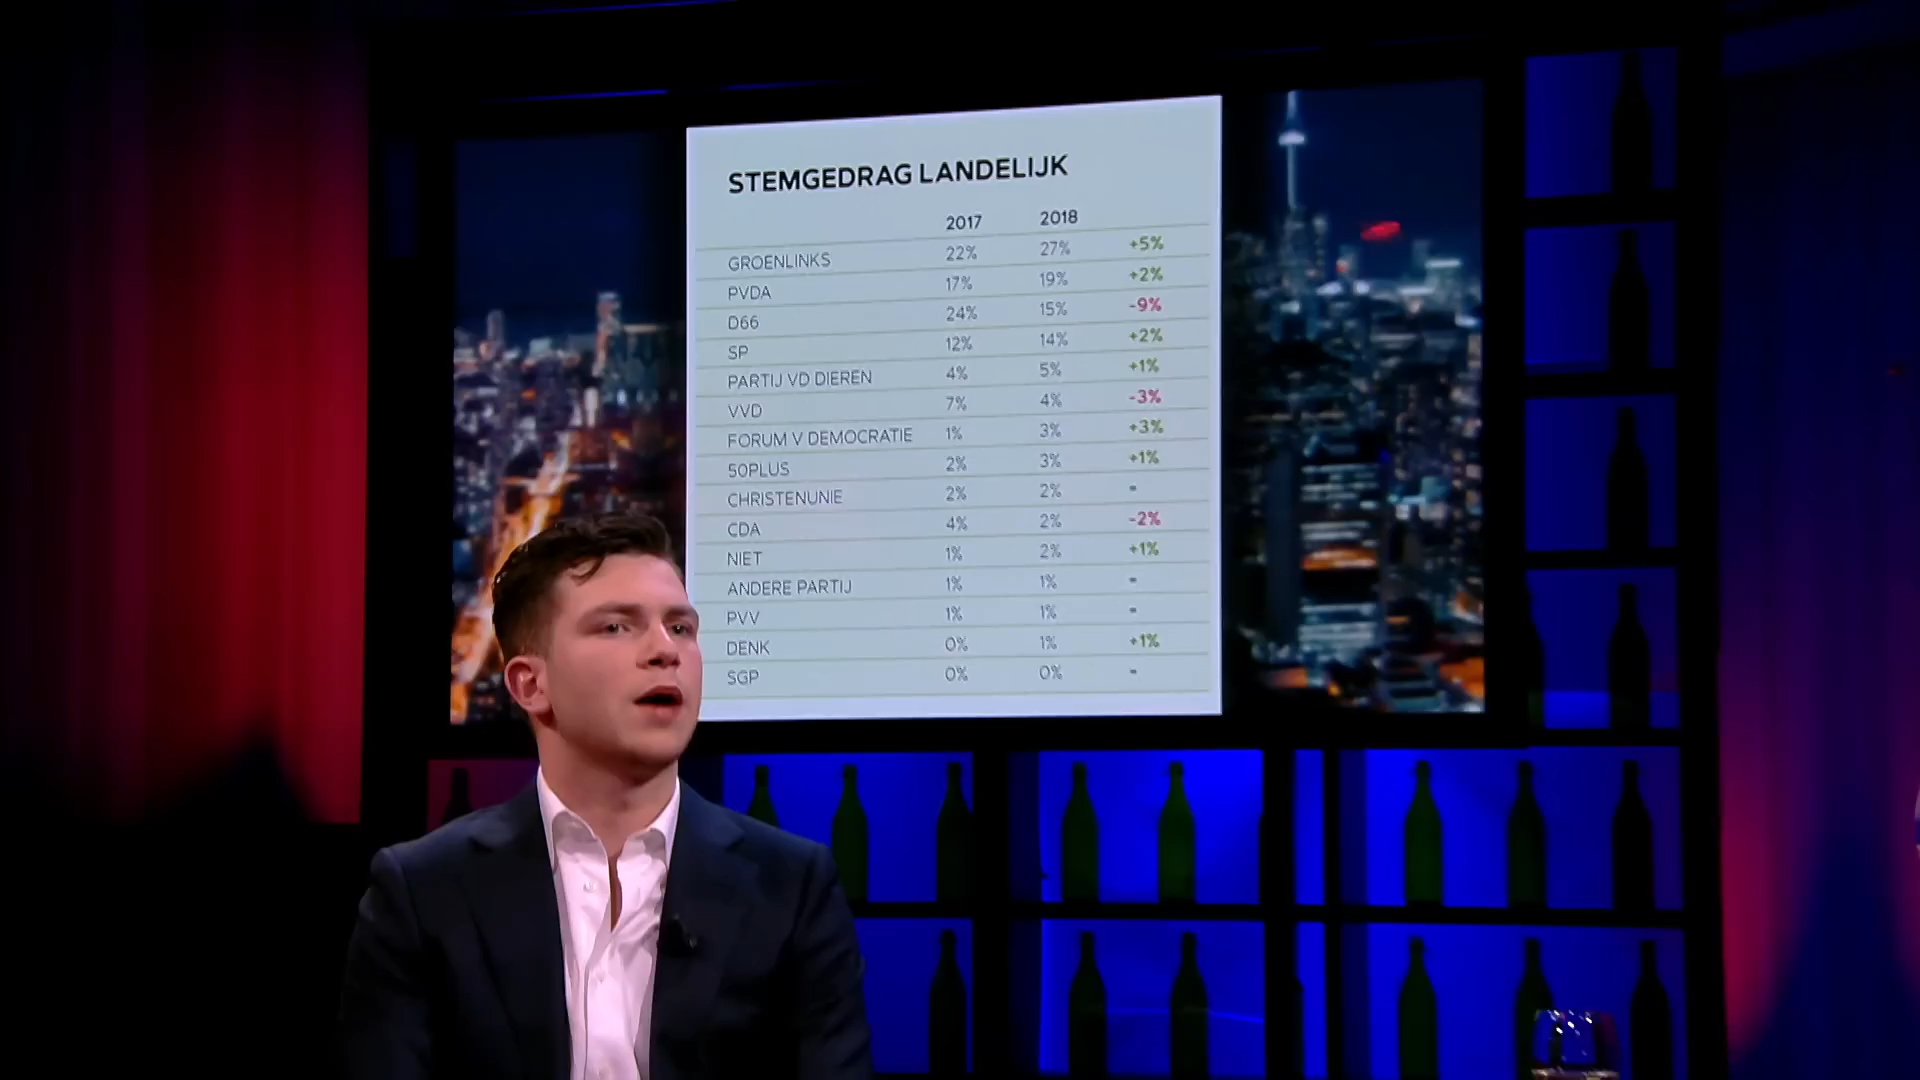 STEMGEDRAG LANDELIJK
2017 2018
GROENLINKS 22% 27% +5%
PVDA 17% 19% +2%
D66 24% 15% -9%
SP 12% 14% +2%
PARTIJ VD DIEREN 4% 5% +1%
VVD 7% 4% -3%
FORUM V DEMOCRATIE 1% 3% +3%
50PLUS 2% 3% +1%
CHRISTENUNIE 2% 2% =
CDA 4% 2% -2%
NIET 1% 2% +1%
ANDERE PARTIJ 1% 1% =
PVV 1% 1% =
DENK 0% 1% +1%
SGP 0% 0% =